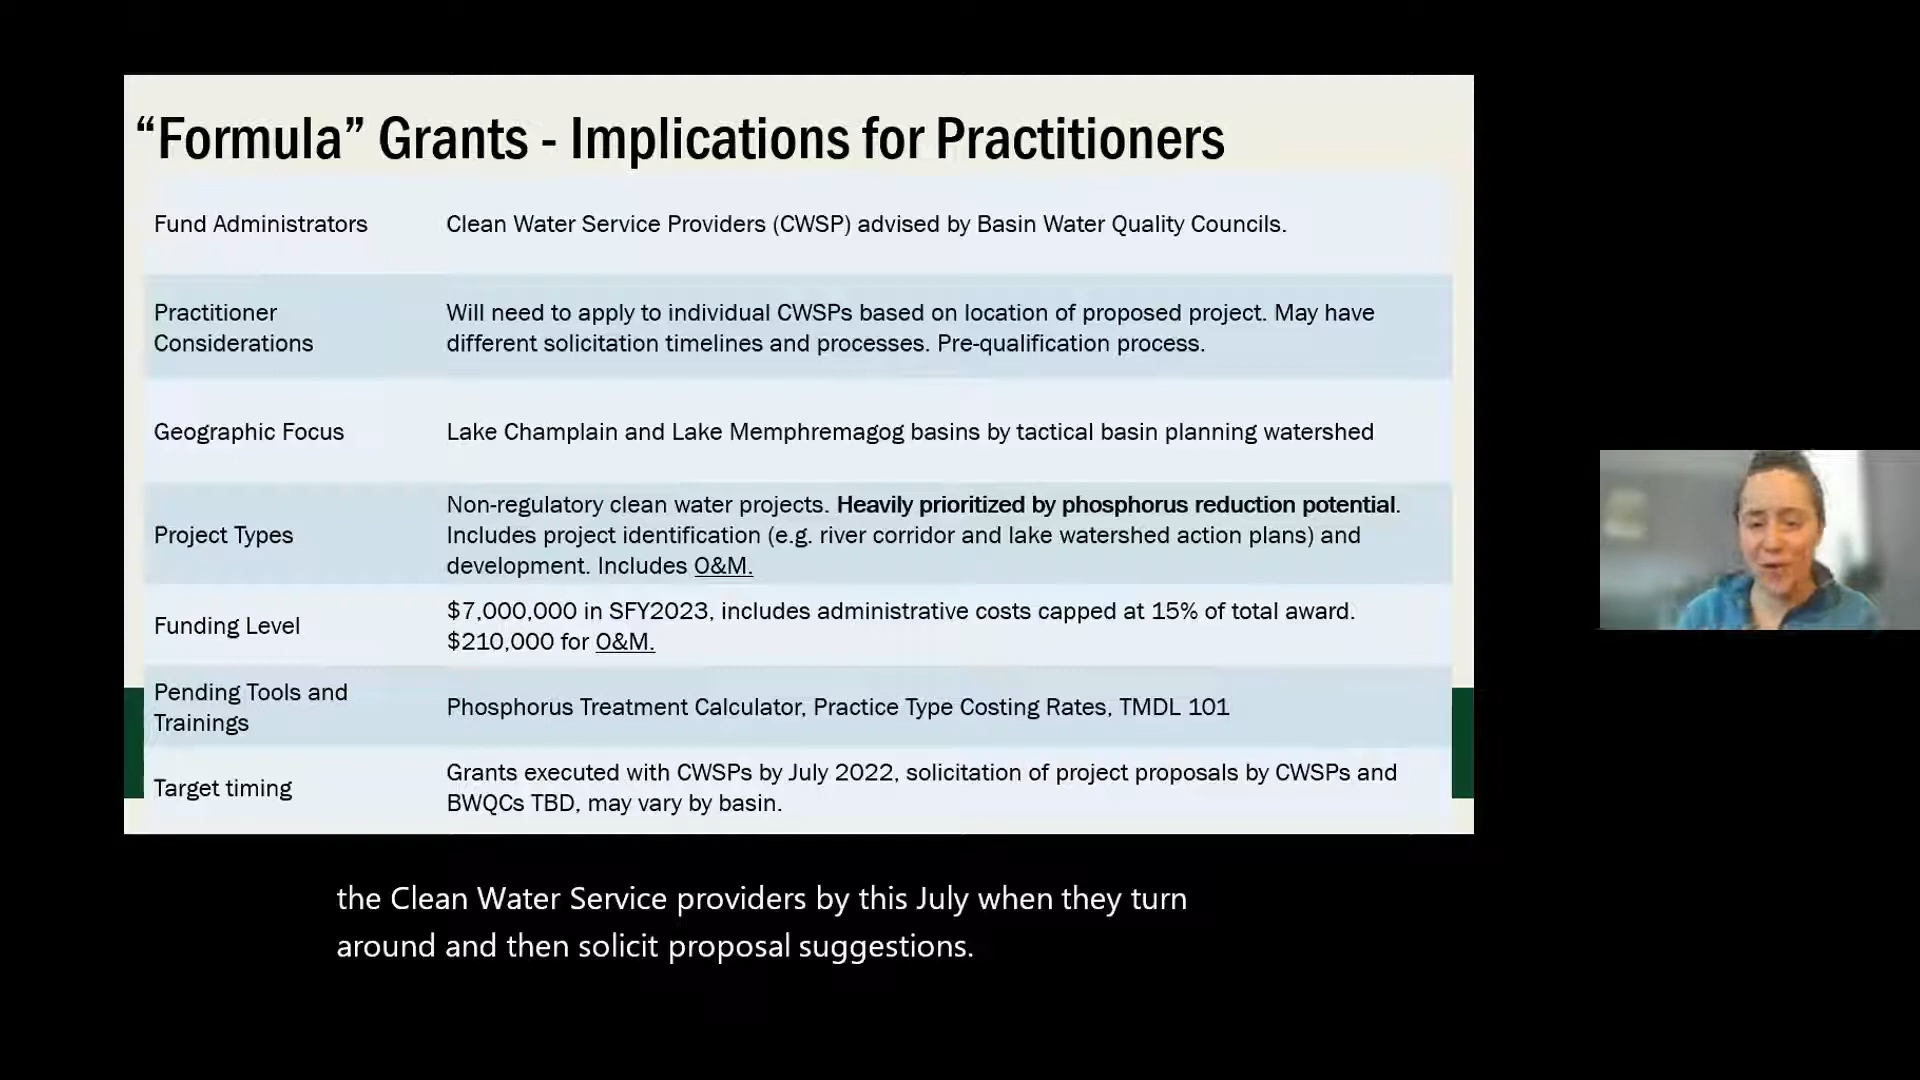 “Formula” Grants - Implications for Practitioners
Fund Administrators
Clean Water Service Providers (CWSP) advised by Basin Water Quality Councils.
Practitioner
Considerations
Will need to apply to individual CWSPs based on location of proposed project. May have
different solicitation timelines and processes. Pre-qualification process.
Geographic Focus
Lake Champlain and Lake Memphremagog basins by tactical basin planning watershed
Project Types
Non-regulatory clean water projects. Heavily prioritized by phosphorus reduction potential.
Includes project identification (e.g. river corridor and lake watershed action plans) and
development. Includes O&M.
Funding Level
$7,000,000 in SFY2023, includes administrative costs capped at 15% of total award.
$210,000 for O&M.
Pending Tools and
Trainings
Phosphorus Treatment Calculator, Practice Type Costing Rates, TMDL 101
Target timing
Grants executed with CWSPs by July 2022, solicitation of project proposals by CWSPs and
BWQCs TBD, may vary by basin.
the Clean Water Service providers by this July when they turn
around and then solicit proposal suggestions.